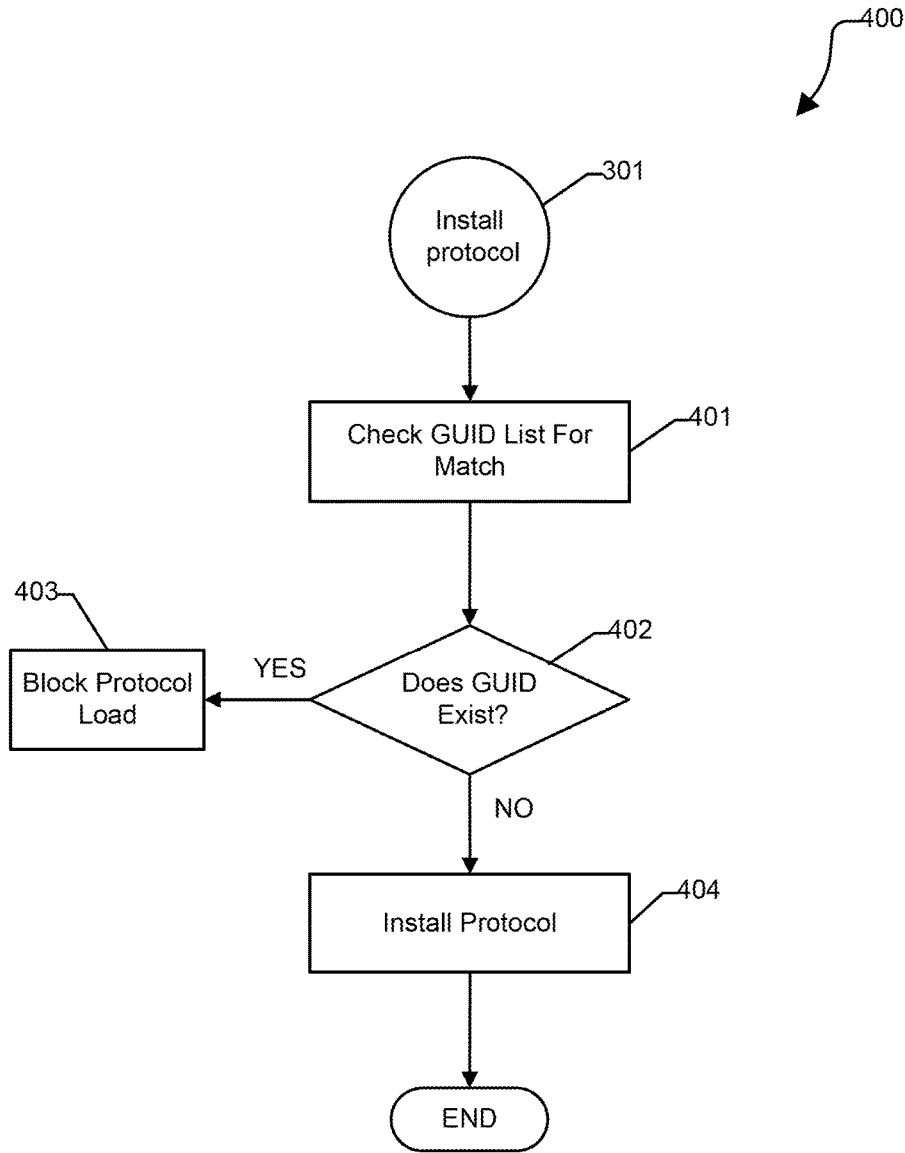 400
301
Install
protocol
401
Check GUID List For
Match
403
402
YES
Block Protocol
Load
Does GUID
Exist?
NO
404
Install Protocol
END